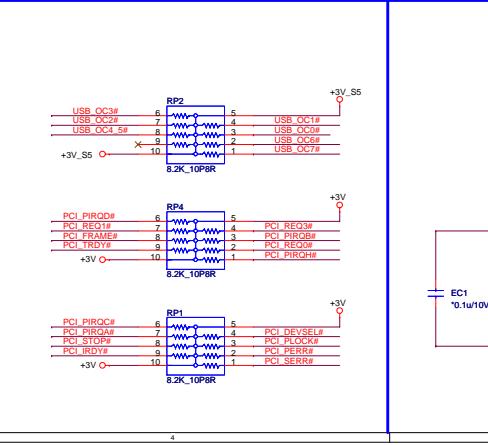 +3V_S5
RP2
USB_OC3# 6 5
USB_OC2# 7 4 USB_OC1#
USB_OC4_5# 8 3 USB_OC0#
9 2 USB_OC6#
+3V_S5 10 1 USB_OC7#
8.2K_10P8R
+3V
RP4
PCI_PIRQD# 6 5
PCI_REQ1# 7 4 PCI_REQ3#
PCI_FRAME# 8 3 PCI_PIRQB#
PCI_TRDY# 9 2 PCI_REQ0#
+3V 10 1 PCI_PIRQH#
8.2K_10P8R
EC1
*0.1u/10V
+3V
RP1
PCI_PIRQC# 6 5
PCI_PIRQA# 7 4 PCI_DEVSEL#
PCI_STOP# 8 3 PCI_PLOCK#
PCI_IRDY# 9 2 PCI_PERR#
+3V 10 1 PCI_SERR#
8.2K_10P8R
4